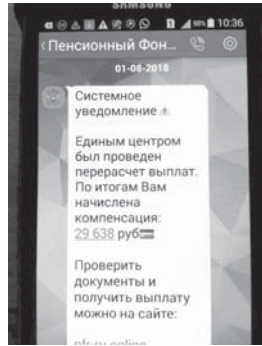 SAMSUNG
98% 10:36
Пенсионный Фон...
01-08-2018
Системное
уведомление
Единым центром
был проведен
перерасчет выплат.
По итогам Вам
начислена
компенсация:
29 638 руб
Проверить
документы и
получить выплату
можно на сайте:
pfr-ru.online